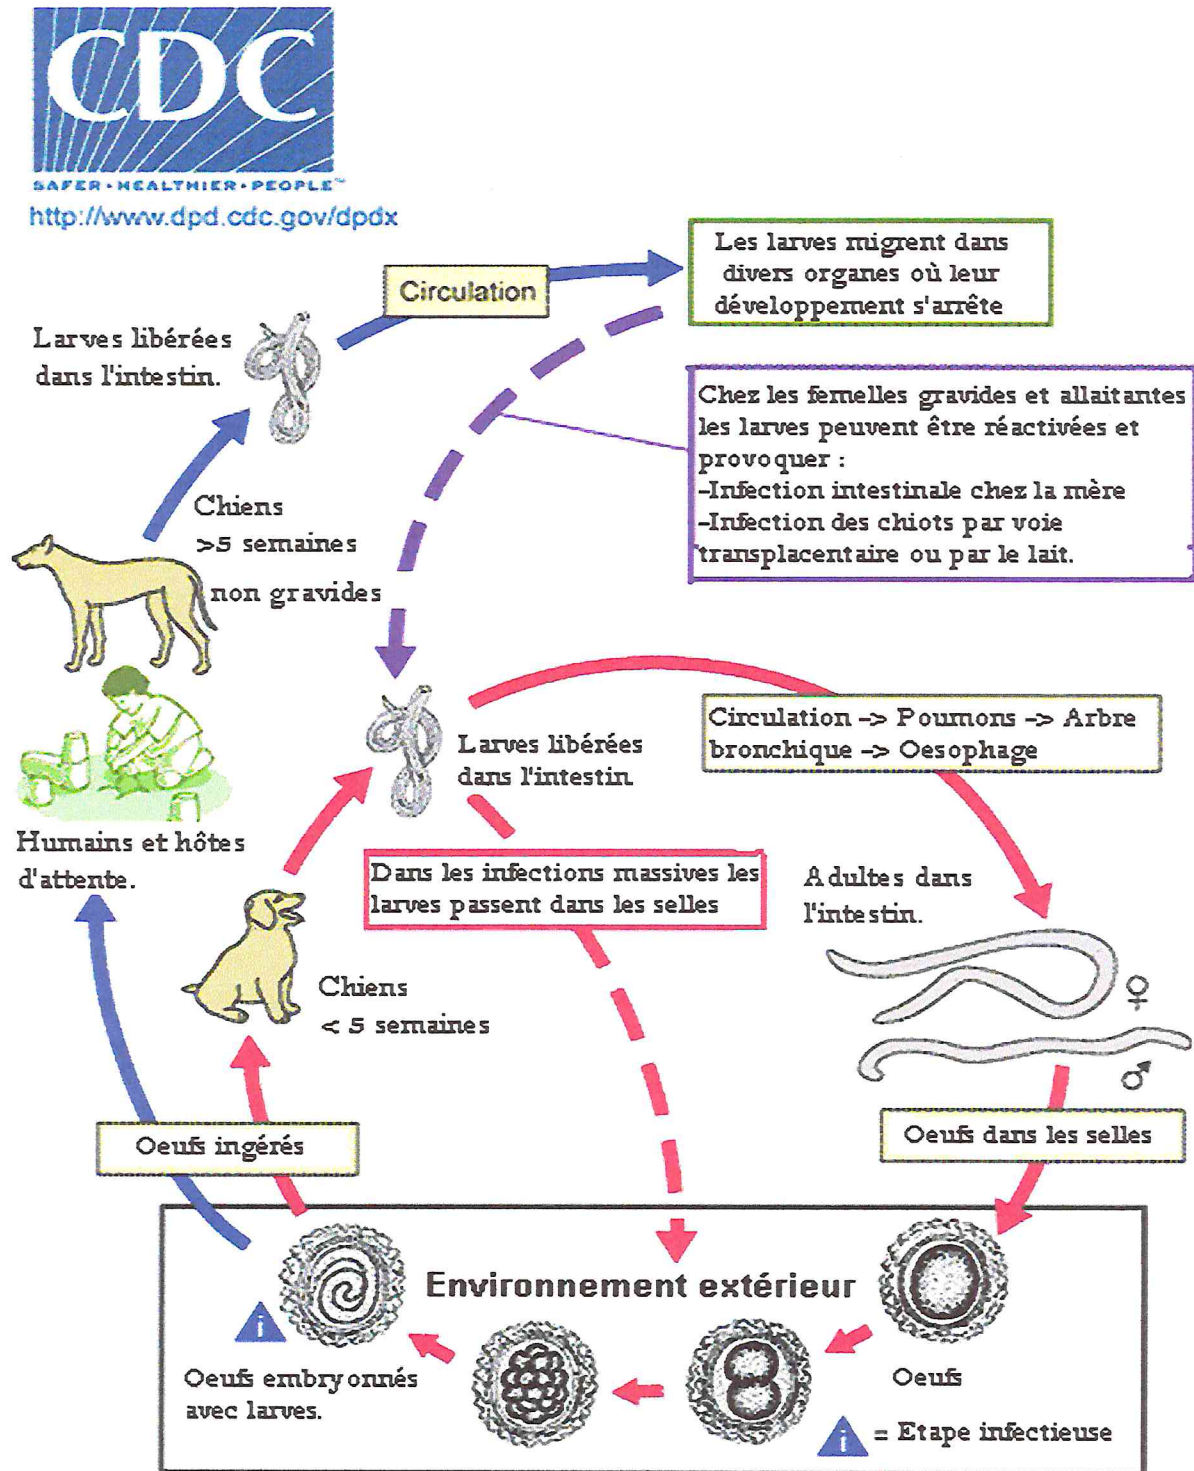 CDC
SAFER • HEALTHIER • PEOPLE™
http://www.dpd.cdc.gov/dpdx
Les larves migrent dans
divers organes où leur
développement s'arrête
Circulation
Larves libérées
dans l'intestin.
Chez les femelles gravides et allaitantes
les larves peuvent être réactivées et
provoquer :
-Infection intestinale chez la mère
-Infection des chiots par voie
transplacentaire ou par le lait.
Chiens
>5 semaines
non gravides
Circulation -> Poumons -> Arbre
bronchique -> Oesophage
Larves libérées
dans l'intestin
Humains et hôtes
d'attente.
Dans les infections massives les
larves passent dans les selles
Adultes dans
l'intestin.
♀
Chiens
< 5 semaines
♂
Oeufs ingérés
Oeufs dans les selles
Environnement extérieur
i
Oeufs embryonnés
avec larves.
Oeufs
i = Etape infectieuse